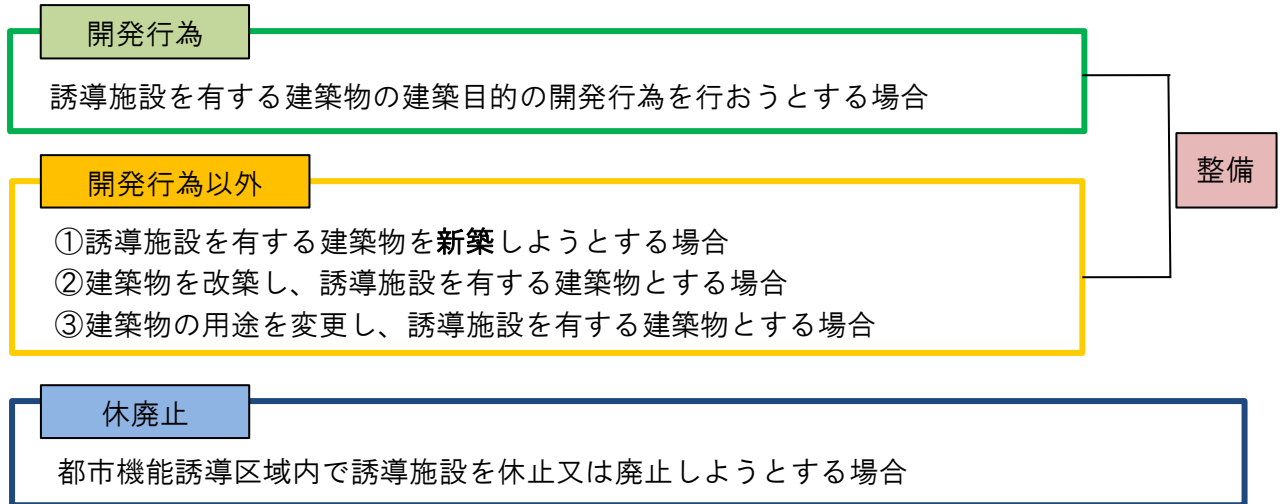 開発行為
誘導施設を有する建築物の建築目的の開発行為を行おうとする場合
整備
開発行為以外
①誘導施設を有する建築物を新築しようとする場合
②建築物を改築し、誘導施設を有する建築物とする場合
③建築物の用途を変更し、誘導施設を有する建築物とする場合
休廃止
都市機能誘導区域内で誘導施設を休止又は廃止しようとする場合